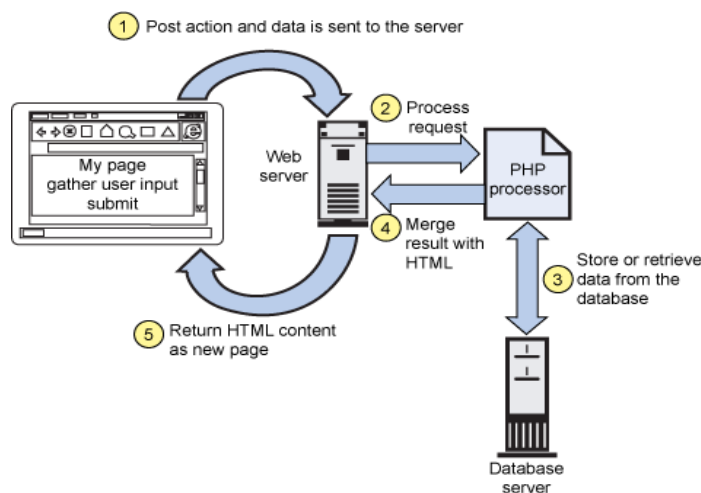 1 Post action and data is sent to the server
2 Process
request
My page
gather user input
submit
Web
server
PHP
processor
4 Merge
result with
HTML
3 Store or retrieve
data from the
database
5 Return HTML content
as new page
Database
server